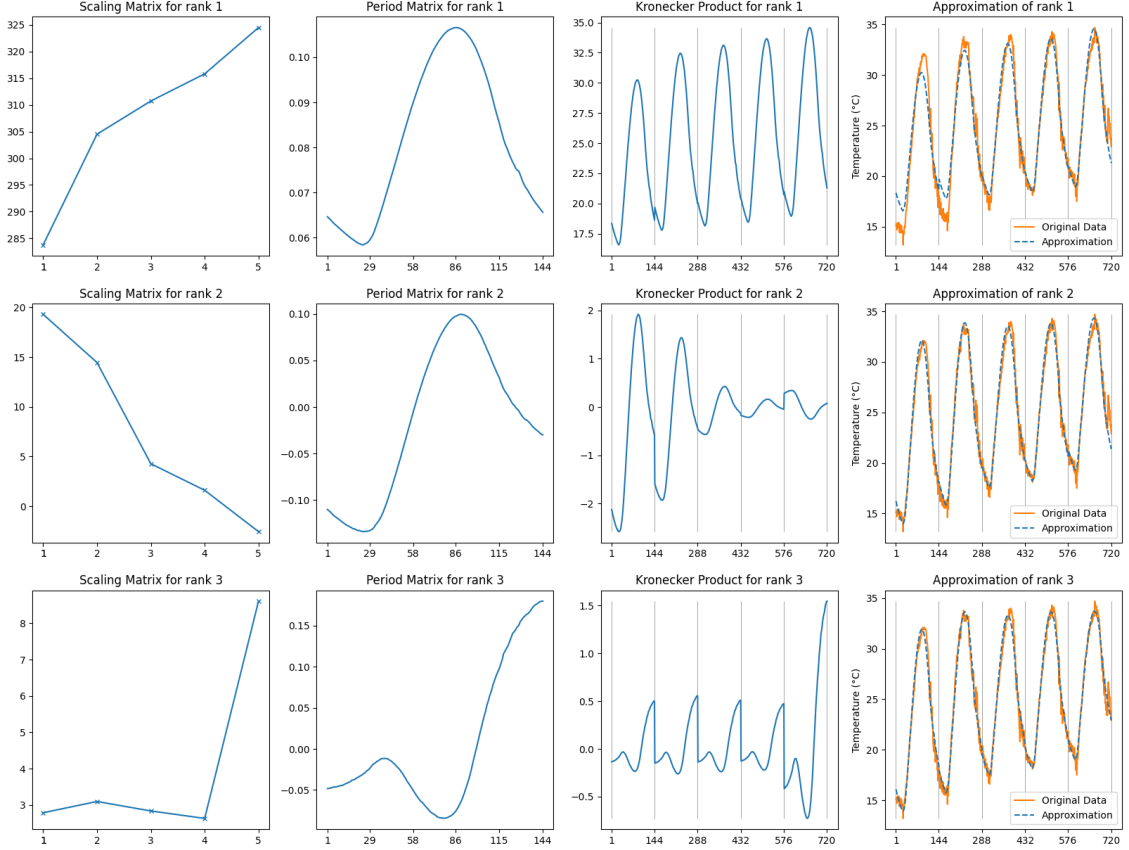 Scaling Matrix for rank 1
325
320
315
310
305
300
295
290
285
1 2 3 4 5
Period Matrix for rank 1
0.10
0.09
0.08
0.07
0.06
1 29 58 86 115 144
Kronecker Product for rank 1
35.0
32.5
30.0
27.5
25.0
22.5
20.0
17.5
1 144 288 432 576 720
Approximation of rank 1
Temperature (°C)
35
30
25
20
15
Original Data
Approximation
1 144 288 432 576 720
Scaling Matrix for rank 2
20
15
10
5
0
1 2 3 4 5
Period Matrix for rank 2
0.10
0.05
0.00
−0.05
−0.10
1 29 58 86 115 144
Kronecker Product for rank 2
2
1
0
−1
−2
1 144 288 432 576 720
Approximation of rank 2
Temperature (°C)
35
30
25
20
15
Original Data
Approximation
1 144 288 432 576 720
Scaling Matrix for rank 3
8
7
6
5
4
3
1 2 3 4 5
Period Matrix for rank 3
0.15
0.10
0.05
0.00
−0.05
1 29 58 86 115 144
Kronecker Product for rank 3
1.5
1.0
0.5
0.0
−0.5
1 144 288 432 576 720
Approximation of rank 3
Temperature (°C)
35
30
25
20
15
Original Data
Approximation
1 144 288 432 576 720